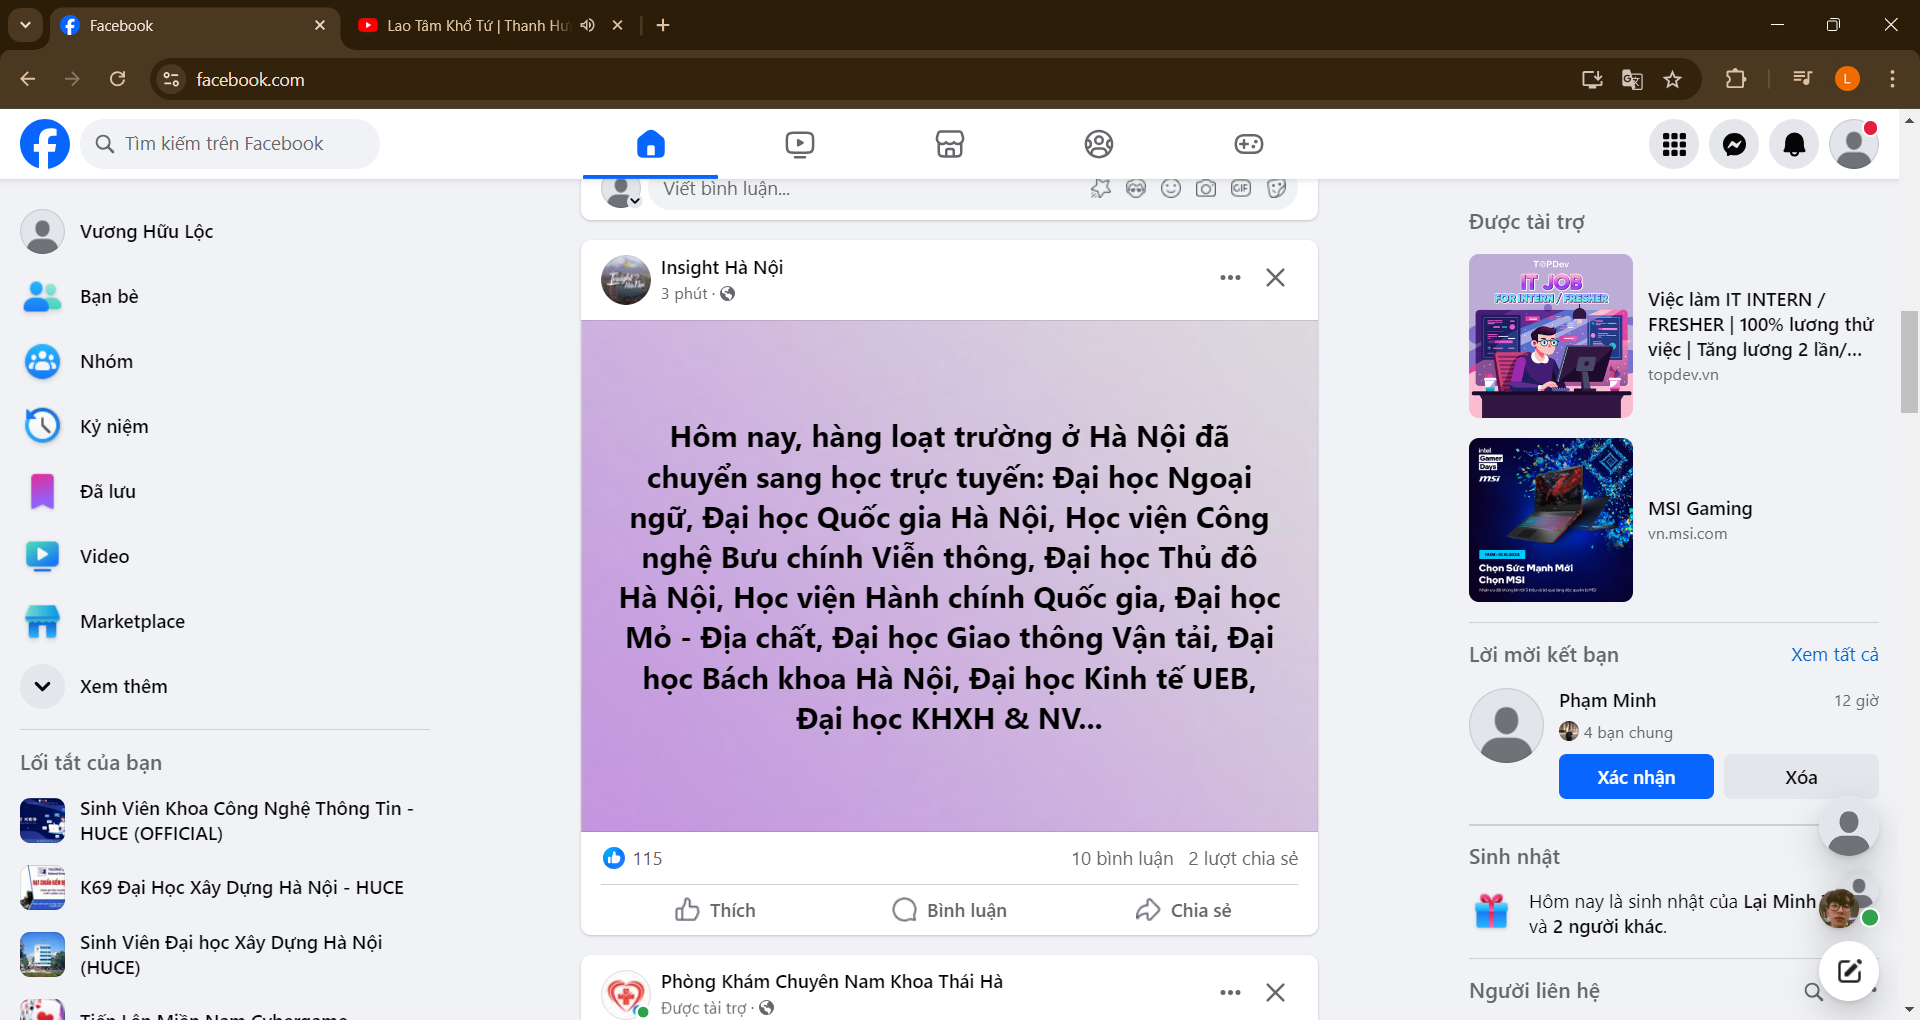 Facebook
Lao Tâm Khổ Tứ | Thanh Hư
facebook.com
L
Tìm kiếm trên Facebook
Viết bình luận...
GIF
Vương Hữu Lộc
Bạn bè
Nhóm
Kỷ niệm
Đã lưu
Video
Marketplace
Xem thêm
Lối tắt của bạn
Sinh Viên Khoa Công Nghệ Thông Tin -
HUCE (OFFICIAL)
K69 Đại Học Xây Dựng Hà Nội - HUCE
Sinh Viên Đại học Xây Dựng Hà Nội
(HUCE)
Tiến Lên Miền Nam Cybergame
Insight Hà Nội
3 phút ·
Hôm nay, hàng loạt trường ở Hà Nội đã
chuyển sang học trực tuyến: Đại học Ngoại
ngữ, Đại học Quốc gia Hà Nội, Học viện Công
nghệ Bưu chính Viễn thông, Đại học Thủ đô
Hà Nội, Học viện Hành chính Quốc gia, Đại học
Mỏ - Địa chất, Đại học Giao thông Vận tải, Đại
học Bách khoa Hà Nội, Đại học Kinh tế UEB,
Đại học KHXH & NV...
115
10 bình luận 2 lượt chia sẻ
Thích
Bình luận
Chia sẻ
Phòng Khám Chuyên Nam Khoa Thái Hà
Được tài trợ ·
Được tài trợ
TOPDev
IT JOB
FOR INTERN / FRESHER
Việc làm IT INTERN /
FRESHER | 100% lương thử
việc | Tăng lương 2 lần/...
topdev.vn
intel
Gamer
Days
msi
Chọn Sức Mạnh Mới
Chọn MSI
MSI Gaming
vn.msi.com
Lời mời kết bạn
Xem tất cả
Phạm Minh
12 giờ
4 bạn chung
Xác nhận
Xóa
Sinh nhật
Hôm nay là sinh nhật của Lại Minh
và 2 người khác.
Người liên hệ